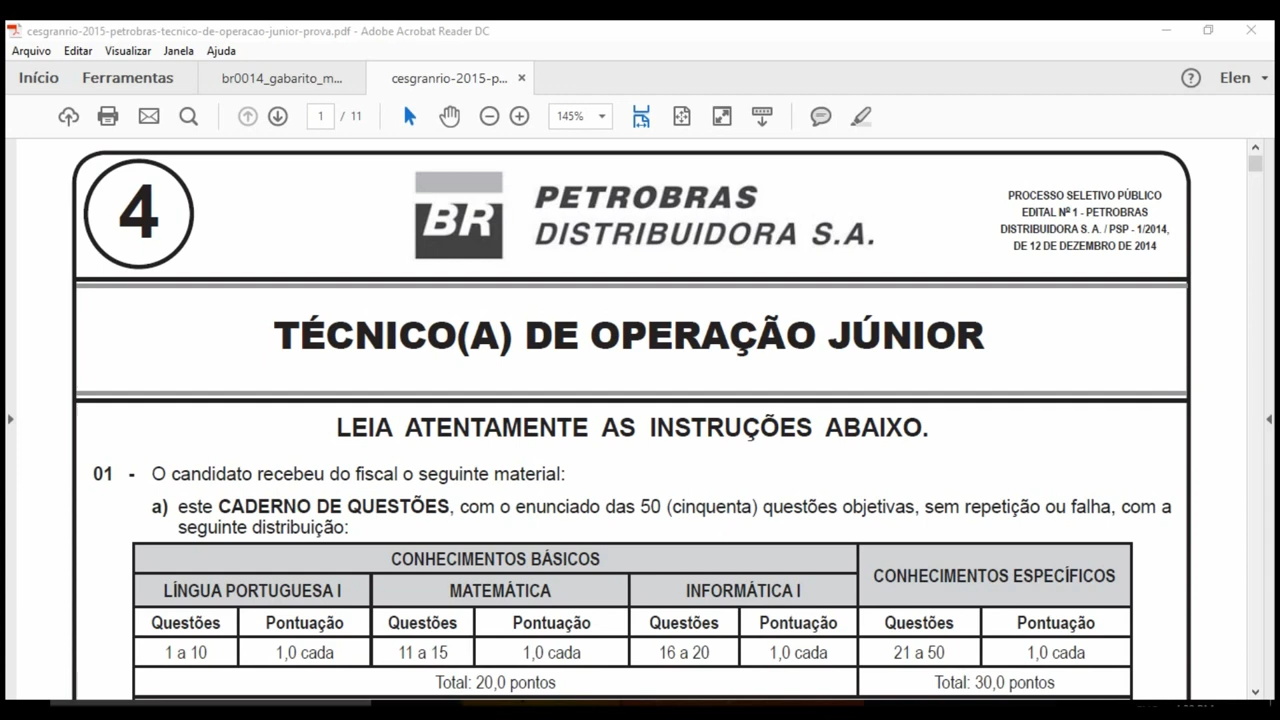 cesgranrio-2015-petrobras-tecnico-de-operacao-junior-prova.pdf - Adobe Acrobat Reader DC
Arquivo Editar Visualizar Janela Ajuda
Início Ferramentas br0014_gabarito_m... cesgranrio-2015-p... × Elen
1 / 11 145%
4
BR
PETROBRAS
DISTRIBUIDORA S.A.
PROCESSO SELETIVO PÚBLICO
EDITAL Nº 1 - PETROBRAS
DISTRIBUIDORA S. A. / PSP - 1/2014,
DE 12 DE DEZEMBRO DE 2014
TÉCNICO(A) DE OPERAÇÃO JÚNIOR
LEIA ATENTAMENTE AS INSTRUÇÕES ABAIXO.
01 - O candidato recebeu do fiscal o seguinte material:
a) este CADERNO DE QUESTÕES, com o enunciado das 50 (cinquenta) questões objetivas, sem repetição ou falha, com a
seguinte distribuição:
CONHECIMENTOS BÁSICOS CONHECIMENTOS ESPECÍFICOS
LÍNGUA PORTUGUESA I MATEMÁTICA INFORMÁTICA I
Questões Pontuação Questões Pontuação Questões Pontuação Questões Pontuação
1 a 10 1,0 cada 11 a 15 1,0 cada 16 a 20 1,0 cada 21 a 50 1,0 cada
Total: 20,0 pontos Total: 30,0 pontos